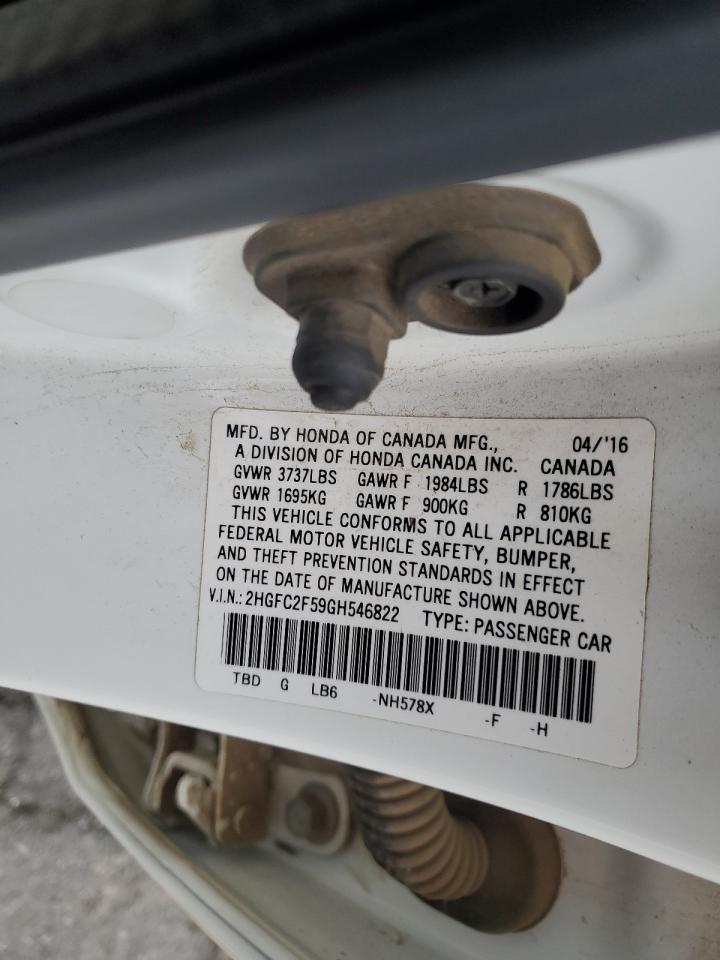 MFD. BY HONDA OF CANADA MFG., 04/'16
A DIVISION OF HONDA CANADA INC. CANADA
GVWR 3737LBS GAWR F 1984LBS R 1786LBS
GVWR 1695KG GAWR F 900KG R 810KG
THIS VEHICLE CONFORMS TO ALL APPLICABLE
FEDERAL MOTOR VEHICLE SAFETY, BUMPER,
AND THEFT PREVENTION STANDARDS IN EFFECT
ON THE DATE OF MANUFACTURE SHOWN ABOVE.
V.I.N.: 2HGFC2F59GH546822 TYPE: PASSENGER CAR
TBD G LB6 -NH578X -F -H